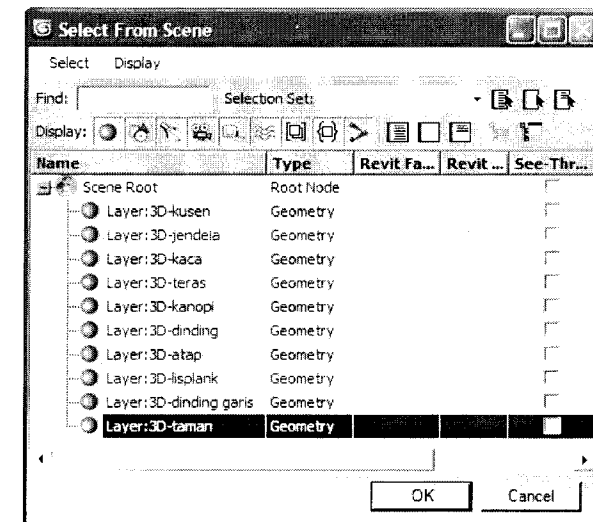 Select From Scene
Select Display
Find: Selection Set:
Display:
Name Type Revit Fa... Revit ... See-Thr...
Scene Root Root Node
Layer:3D-kusen Geometry
Layer:3D-jendela Geometry
Layer:3D-kaca Geometry
Layer:3D-teras Geometry
Layer:3D-kanopi Geometry
Layer:3D-dinding Geometry
Layer:3D-atap Geometry
Layer:3D-lisplank Geometry
Layer:3D-dinding garis Geometry
Layer:3D-taman Geometry
OK Cancel